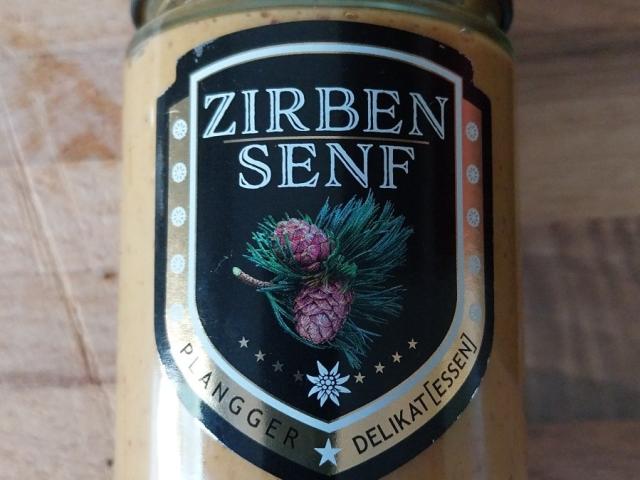 ZIRBEN
SENF
PLANGGER
DELIKAT[ESSEN]